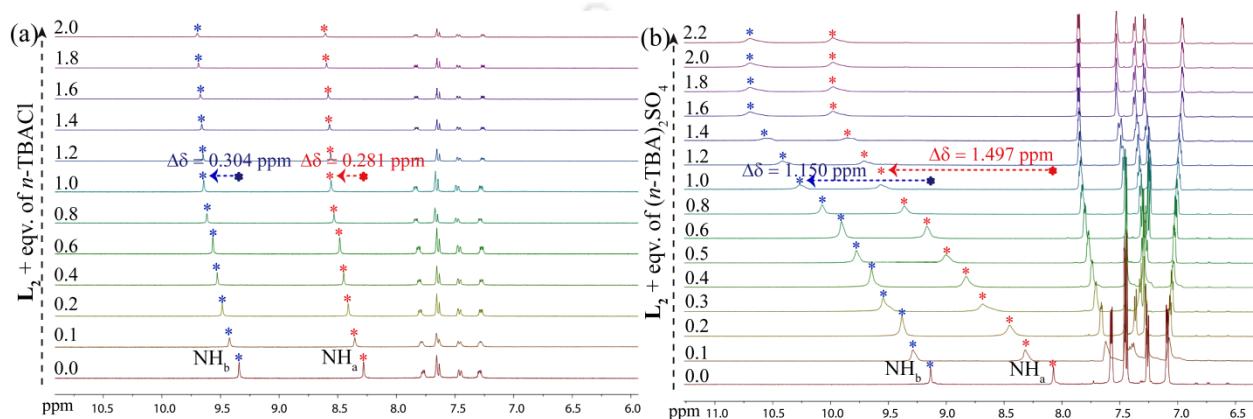 (a)
L₂ + eqv. of n-TBACl
2.0
1.8
1.6
1.4
1.2
Δδ = 0.304 ppm
Δδ = 0.281 ppm
1.0
0.8
0.6
0.4
0.2
0.1
NHb
NHa
0.0
ppm 10.5 10.0 9.5 9.0 8.5 8.0 7.5 7.0 6.5 6.0
(b)
L₂ + eqv. of (n-TBA)₂SO₄
2.2
2.0
1.8
1.6
1.4
1.2
Δδ = 1.497 ppm
Δδ = 1.150 ppm
1.0
0.8
0.6
0.5
0.4
0.3
0.2
0.1
NHb
NHa
0.0
ppm 11.0 10.5 10.0 9.5 9.0 8.5 8.0 7.5 7.0 6.5